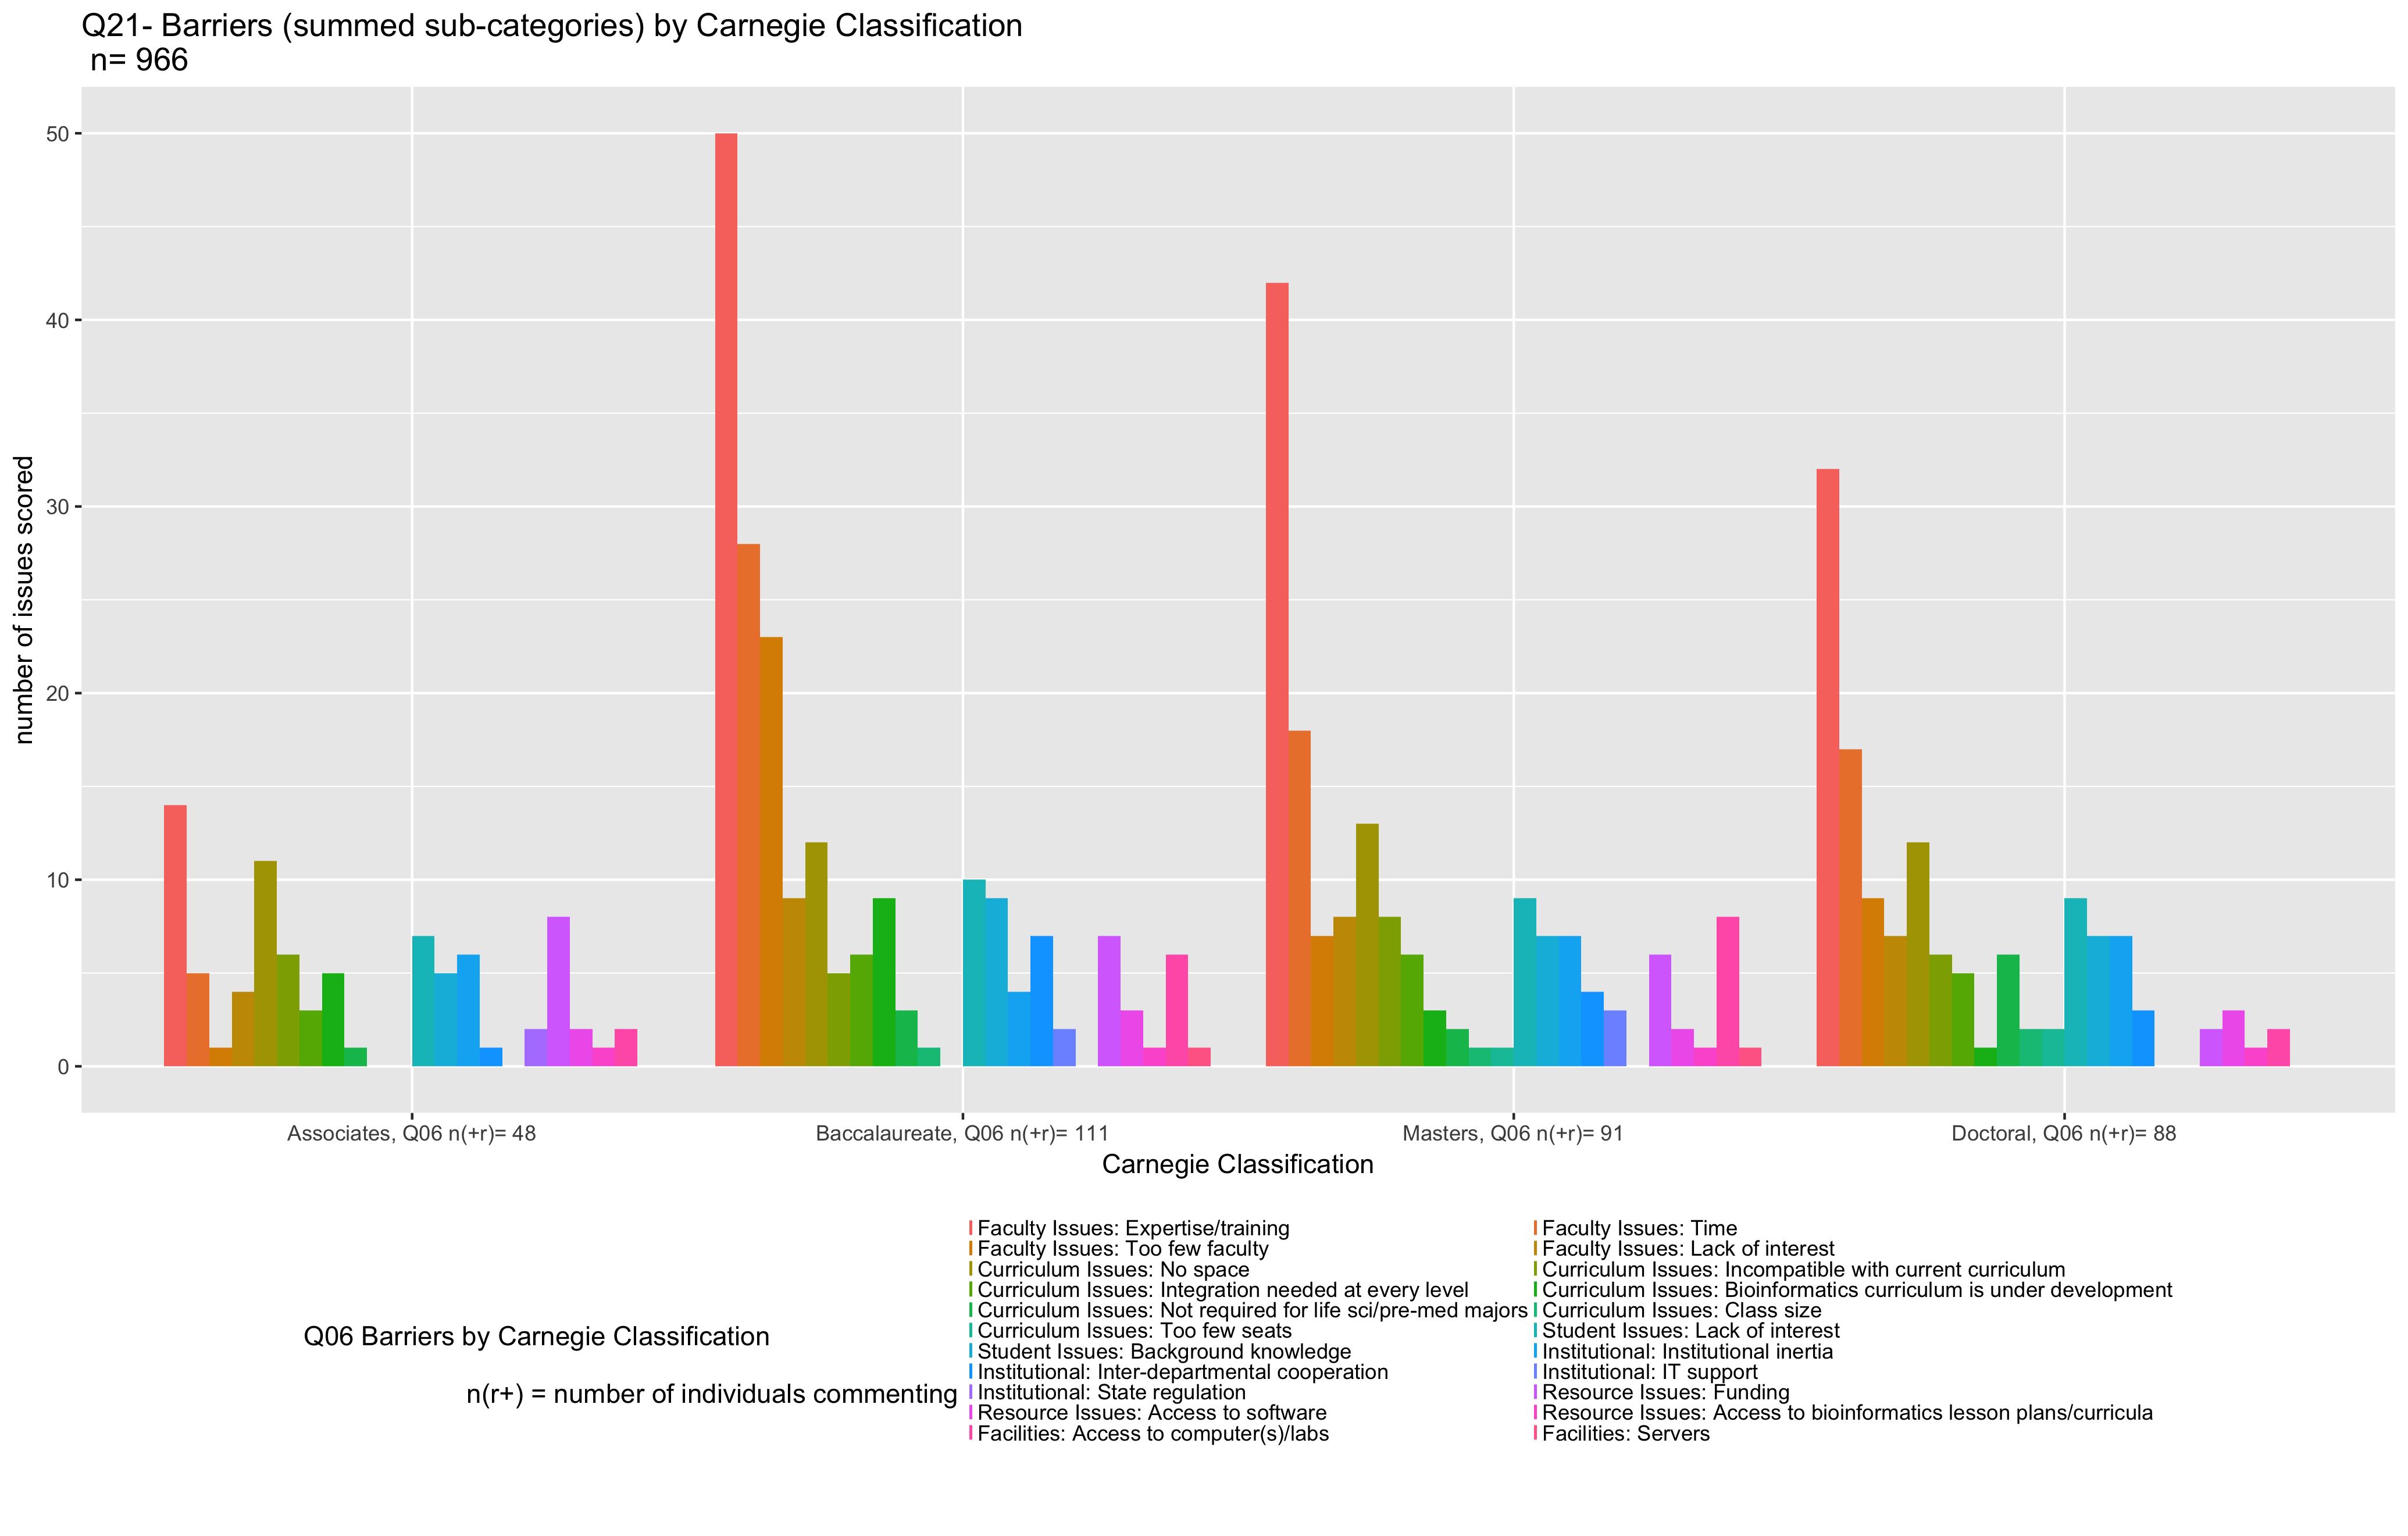 Q21- Barriers (summed sub-categories) by Carnegie Classification
n= 966
number of issues scored
50
40
30
20
10
0
Associates, Q06 n(+r)= 48
Baccalaureate, Q06 n(+r)= 111
Masters, Q06 n(+r)= 91
Doctoral, Q06 n(+r)= 88
Carnegie Classification
Q06 Barriers by Carnegie Classification
n(r+) = number of individuals commenting
Faculty Issues: Expertise/training
Faculty Issues: Time
Faculty Issues: Too few faculty
Faculty Issues: Lack of interest
Curriculum Issues: No space
Curriculum Issues: Incompatible with current curriculum
Curriculum Issues: Integration needed at every level
Curriculum Issues: Bioinformatics curriculum is under development
Curriculum Issues: Not required for life sci/pre-med majors
Curriculum Issues: Class size
Curriculum Issues: Too few seats
Student Issues: Lack of interest
Student Issues: Background knowledge
Institutional: Institutional inertia
Institutional: Inter-departmental cooperation
Institutional: IT support
Institutional: State regulation
Resource Issues: Funding
Resource Issues: Access to software
Resource Issues: Access to bioinformatics lesson plans/curricula
Facilities: Access to computer(s)/labs
Facilities: Servers